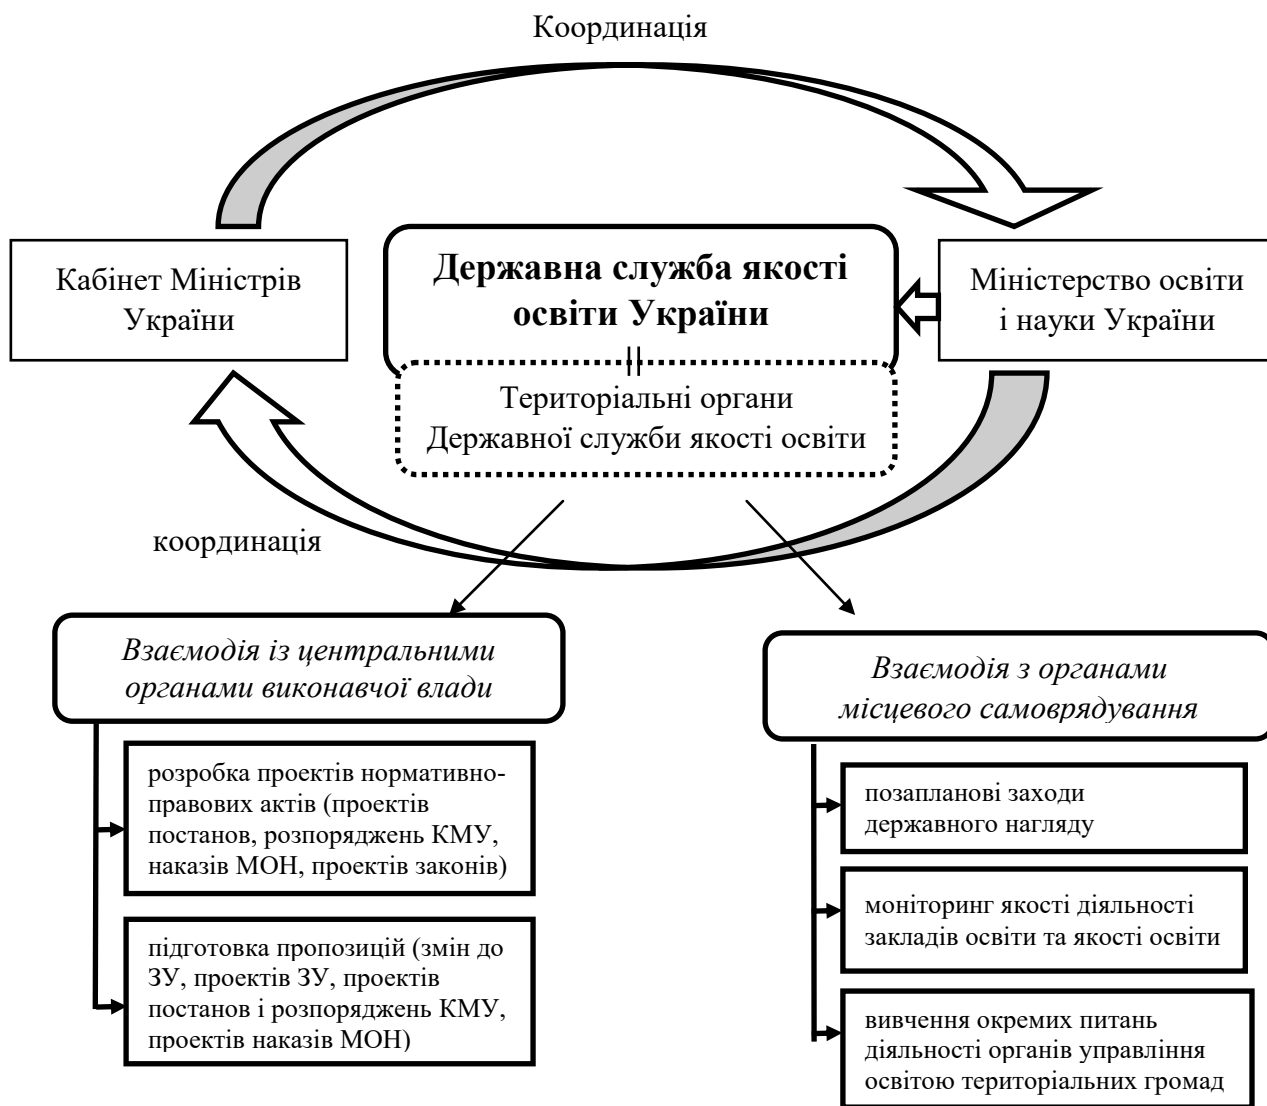 Координація
Кабінет Міністрів
України
Державна служба якості
освіти України
Міністерство освіти
і науки України
Територіальні органи
Державної служби якості освіти
координація
Взаємодія із центральними
органами виконавчої влади
розробка проектів нормативно-
правових актів (проектів
постанов, розпоряджень КМУ,
наказів МОН, проектів законів)
підготовка пропозицій (змін до
ЗУ, проектів ЗУ, проектів
постанов і розпоряджень КМУ,
проектів наказів МОН)
Взаємодія з органами
місцевого самоврядування
позапланові заходи
державного нагляду
моніторинг якості діяльності
закладів освіти та якості освіти
вивчення окремих питань
діяльності органів управління
освітою територіальних громад